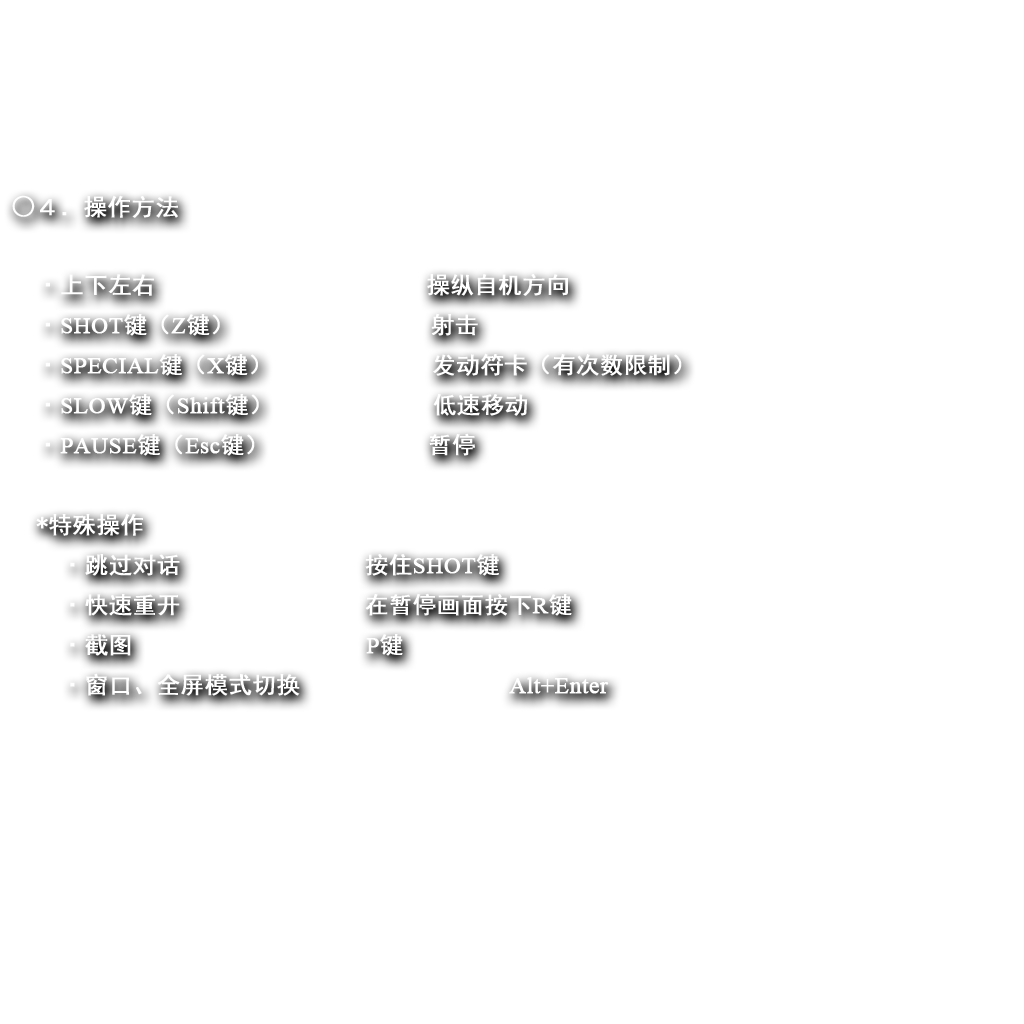 ○４．操作方法
・上下左右 操纵自机方向
・SHOT键（Z键） 射击
・SPECIAL键（X键） 发动符卡（有次数限制）
・SLOW键（Shift键） 低速移动
・PAUSE键（Esc键） 暂停
*特殊操作
・跳过对话 按住SHOT键
・快速重开 在暂停画面按下R键
・截图 P键
・窗口、全屏模式切换 Alt+Enter